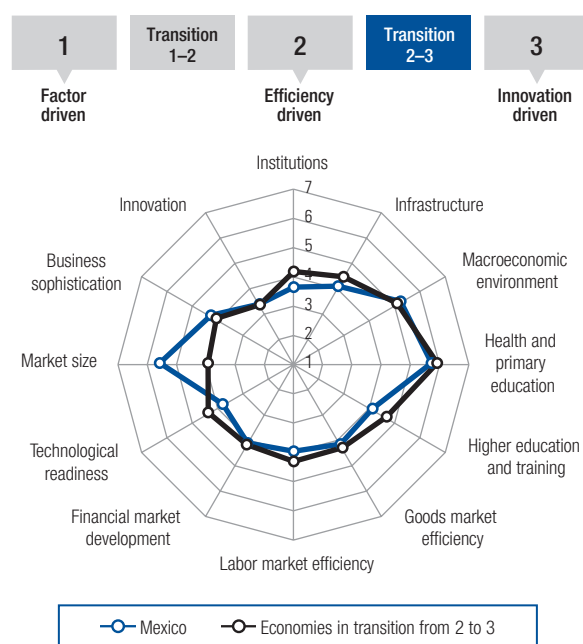 1
Transition
1–2
2
Transition
2–3
3
Factor
driven
Efficiency
driven
Innovation
driven
Institutions
Infrastructure
Macroeconomic
environment
Health and
primary
education
Higher education
and training
Goods market
efficiency
Labor market efficiency
Financial market
development
Technological
readiness
Market size
Business
sophistication
Innovation
7
6
5
4
3
2
1
Mexico
Economies in transition from 2 to 3